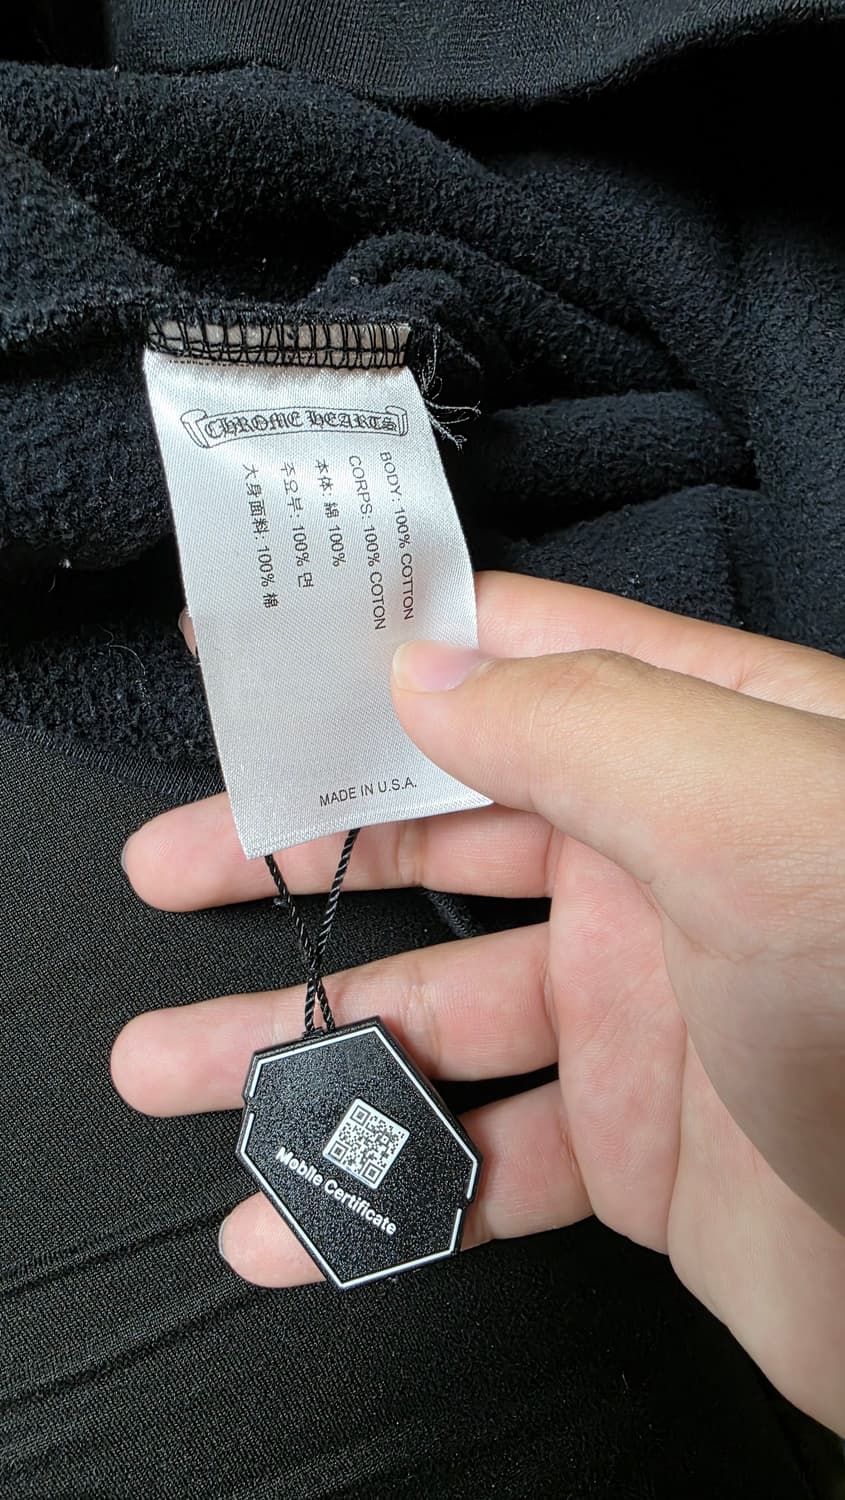 CHROME HEARTS
BODY: 100% COTTON
CORPS: 100% COTON
本体: 綿 100%
주요부: 100% 면
大身面料: 100% 棉
MADE IN U.S.A.
Mobile Certificate